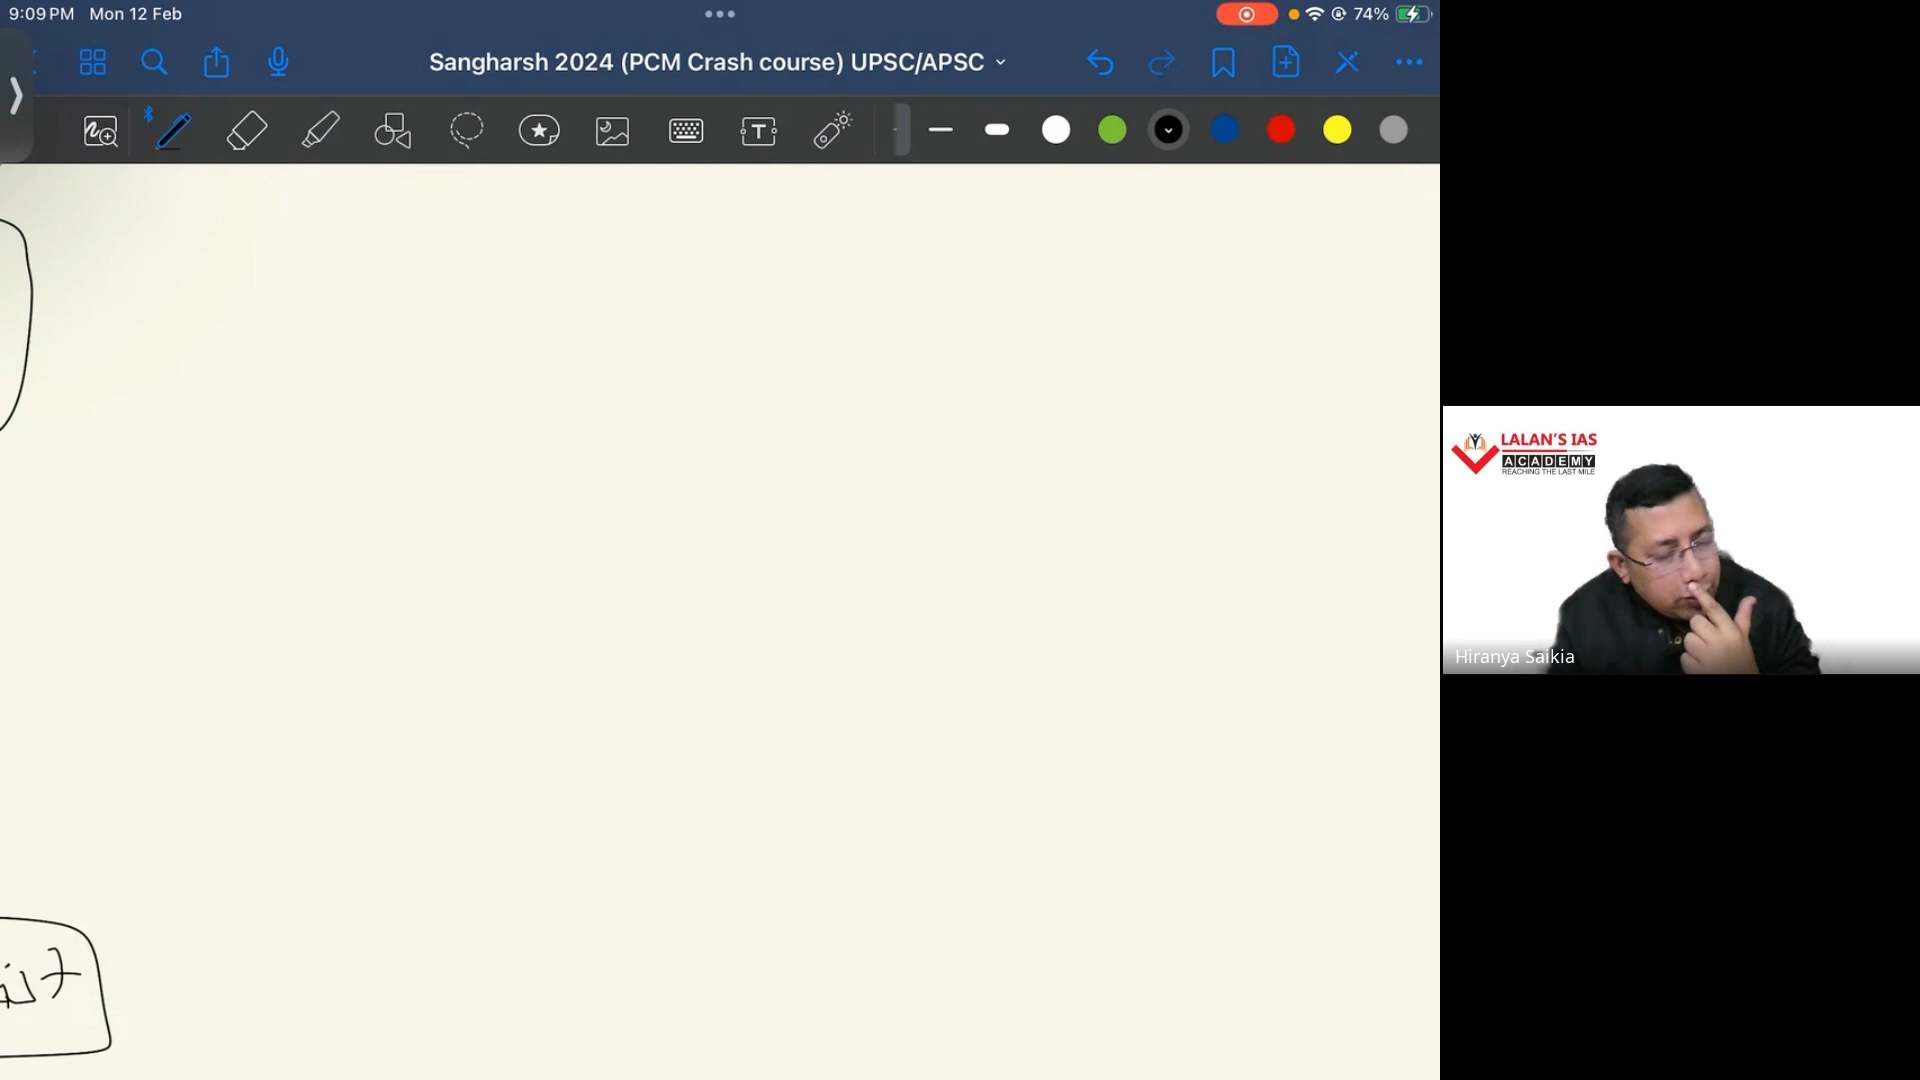 9:09 PM Mon 12 Feb
74%
Sangharsh 2024 (PCM Crash course) UPSC/APSC
T
LALAN'S IAS
ACADEMY
REACHING THE LAST MILE
Hiranya Saikia